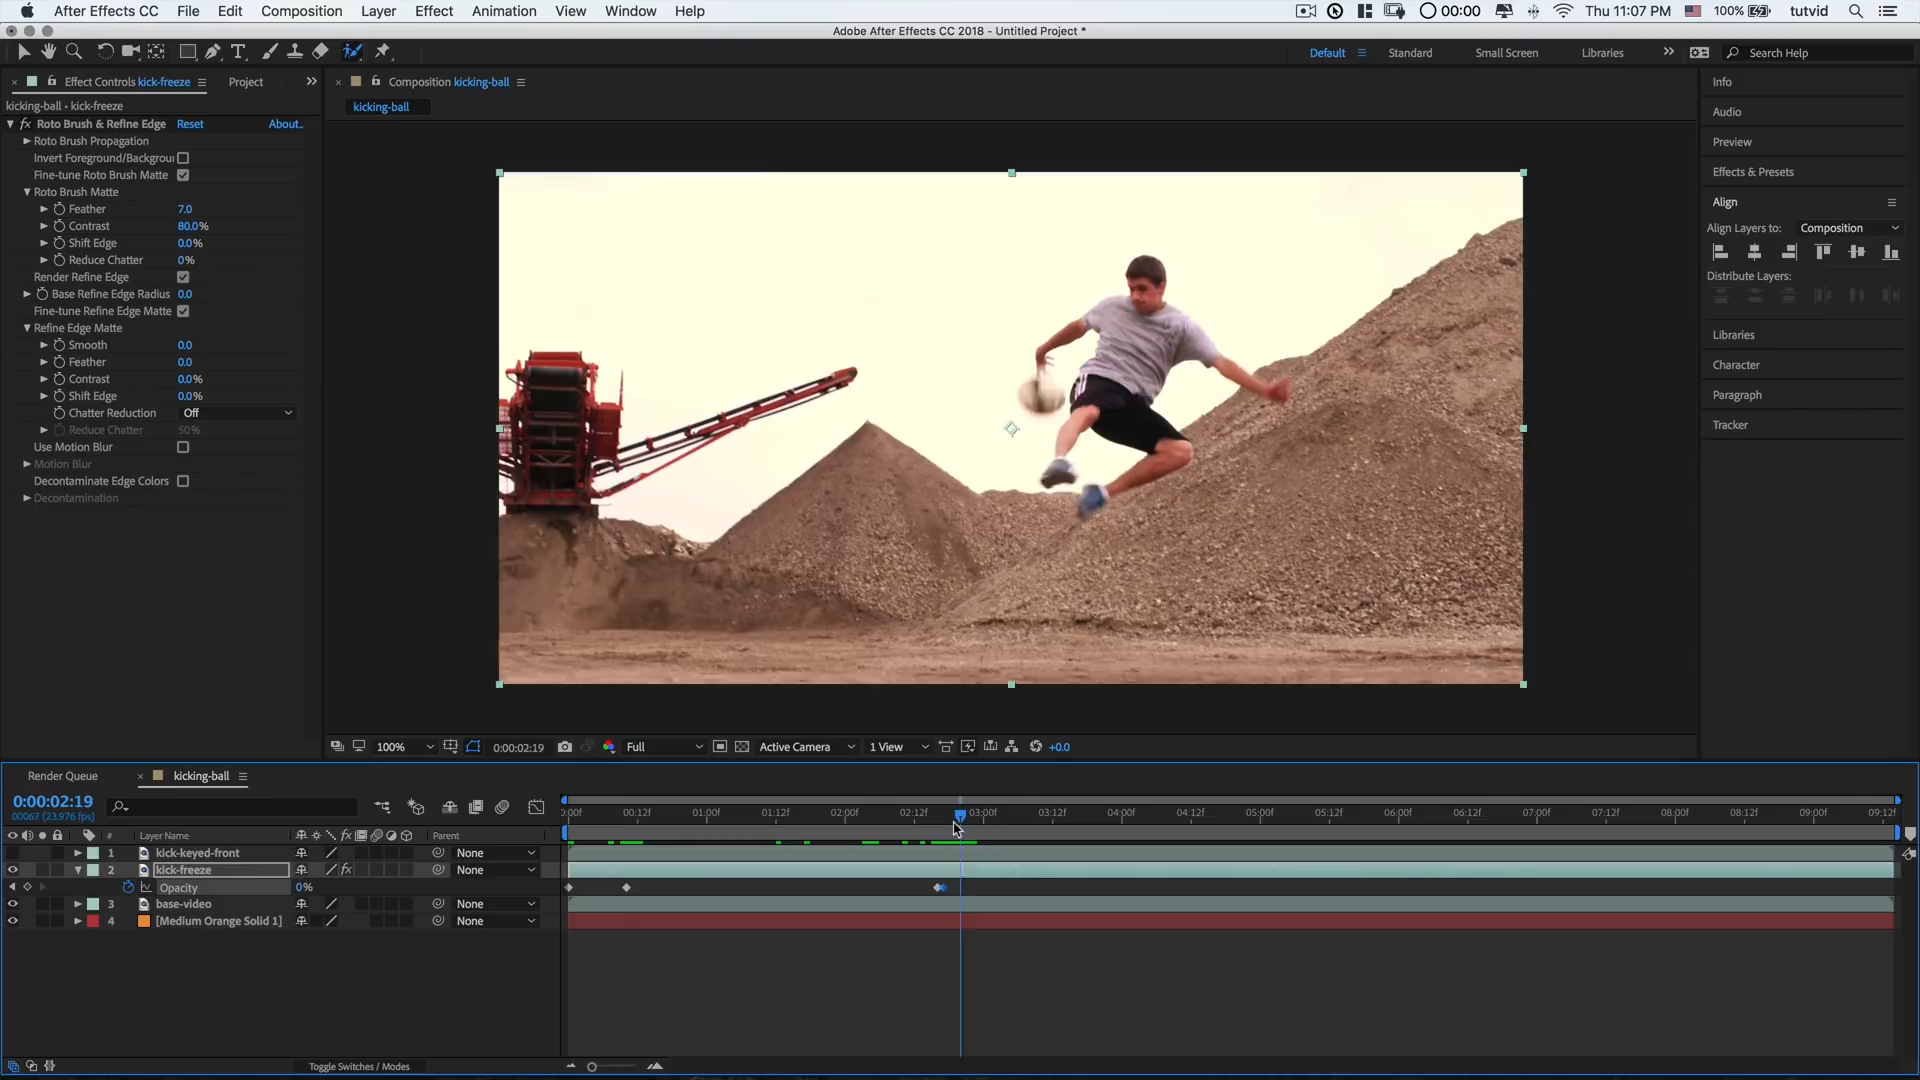 After Effects CC File Edit Composition Layer Effect Animation View Window Help 00:00 Thu 11:07 PM 100% tutvid
Adobe After Effects CC 2018 - Untitled Project *
Default Standard Small Screen Libraries Search Help
Effect Controls kick-freeze Project
Composition kicking-ball
kicking-ball • kick-freeze
kicking-ball
fx Roto Brush & Refine Edge Reset About..
Roto Brush Propagation
Invert Foreground/Backgrour
Fine-tune Roto Brush Matte
Roto Brush Matte
Feather 7.0
Contrast 80.0%
Shift Edge 0.0%
Reduce Chatter 0%
Render Refine Edge
Base Refine Edge Radius 0.0
Fine-tune Refine Edge Matte
Refine Edge Matte
Smooth 0.0
Feather 0.0
Contrast 0.0%
Shift Edge 0.0%
Chatter Reduction Off
Reduce Chatter 50%
Use Motion Blur
Motion Blur
Decontaminate Edge Colors
Decontamination
Info
Audio
Preview
Effects & Presets
Align
Align Layers to: Composition
Distribute Layers:
Libraries
Character
Paragraph
Tracker
100% 0:00:02:19 Full Active Camera 1 View +0.0
Render Queue kicking-ball
0:00:02:19
00067 (23.976 fps)
:00f 00:12f 01:00f 01:12f 02:00f 02:12f 03:00f 03:12f 04:00f 04:12f 05:00f 05:12f 06:00f 06:12f 07:00f 07:12f 08:00f 08:12f 09:00f 09:12f
# Layer Name fx Parent
1 kick-keyed-front None
2 kick-freeze fx None
Opacity 0%
3 base-video None
4 [Medium Orange Solid 1] None
Toggle Switches / Modes